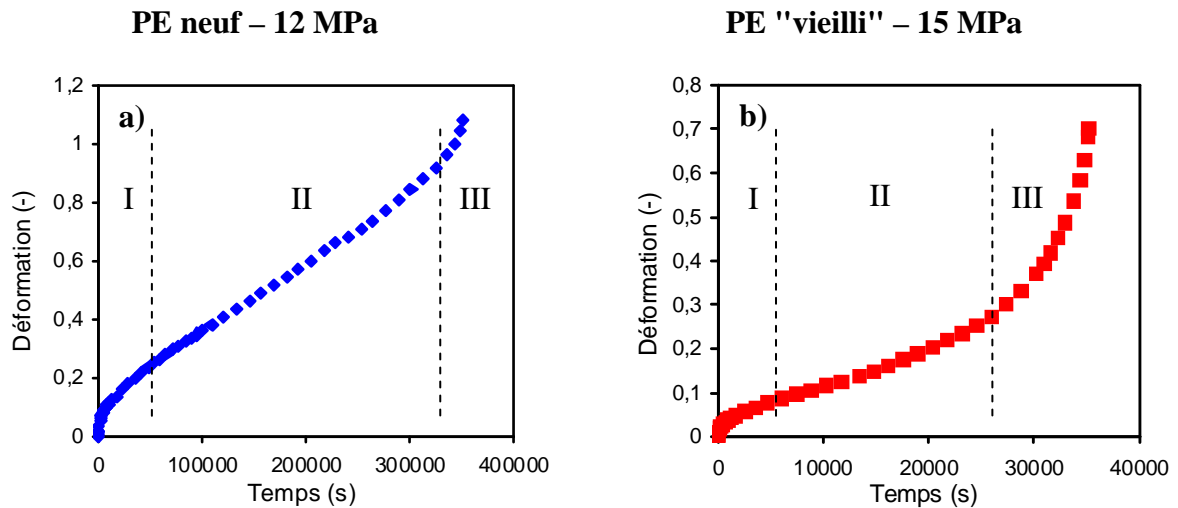 PE neuf – 12 MPa
a)
I
II
III
Déformation (-)
1,2
1
0,8
0,6
0,4
0,2
0
0
100000
200000
300000
400000
Temps (s)
PE "vieilli" – 15 MPa
b)
I
II
III
Déformation (-)
0,8
0,7
0,6
0,5
0,4
0,3
0,2
0,1
0
0
10000
20000
30000
40000
Temps (s)